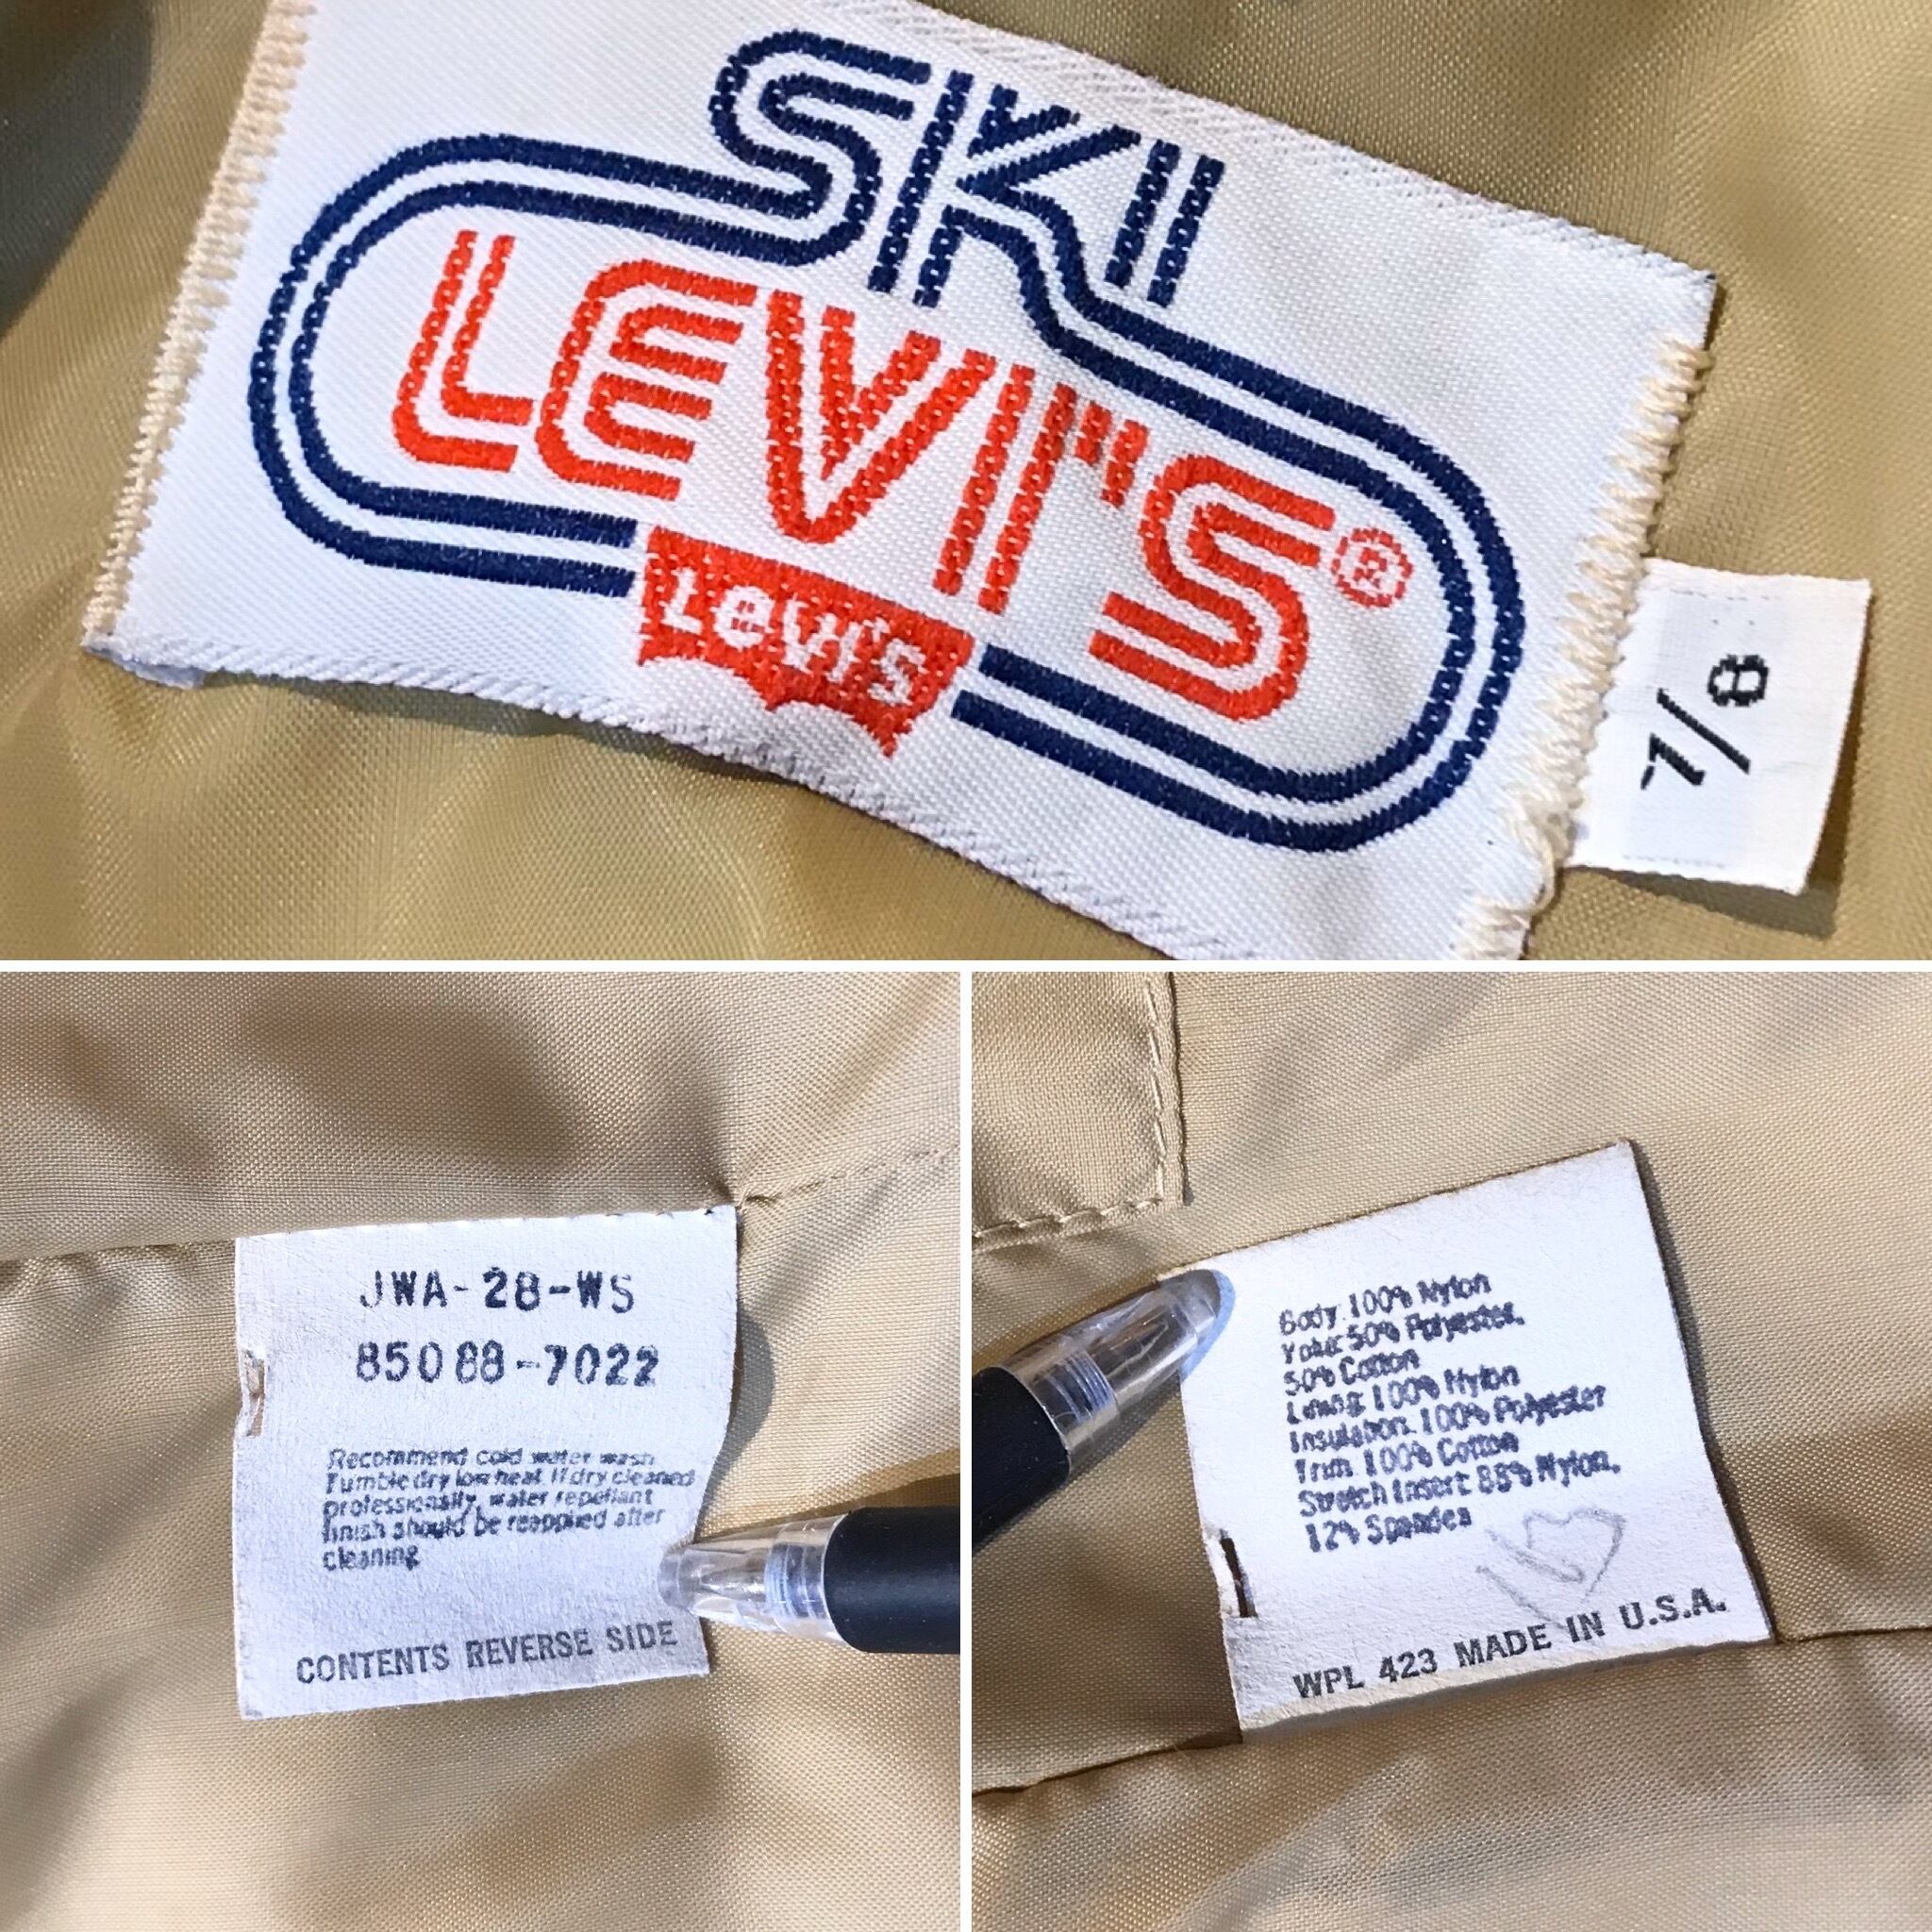 SKI
LEVI'S®
Levi's
7/8
JWA-28-WS
85088-7022
Recommend cold water wash
Tumble dry low heat. If dry cleaned
professionally, water repellant
finish should be reapplied after
cleaning
CONTENTS REVERSE SIDE
Body: 100% Nylon
Yoke: 50% Polyester,
50% Cotton
Lining: 100% Nylon
Insulation: 100% Polyester
Trim: 100% Cotton
Stretch Insert: 88% Nylon,
12% Spandex
WPL 423 MADE IN U.S.A.